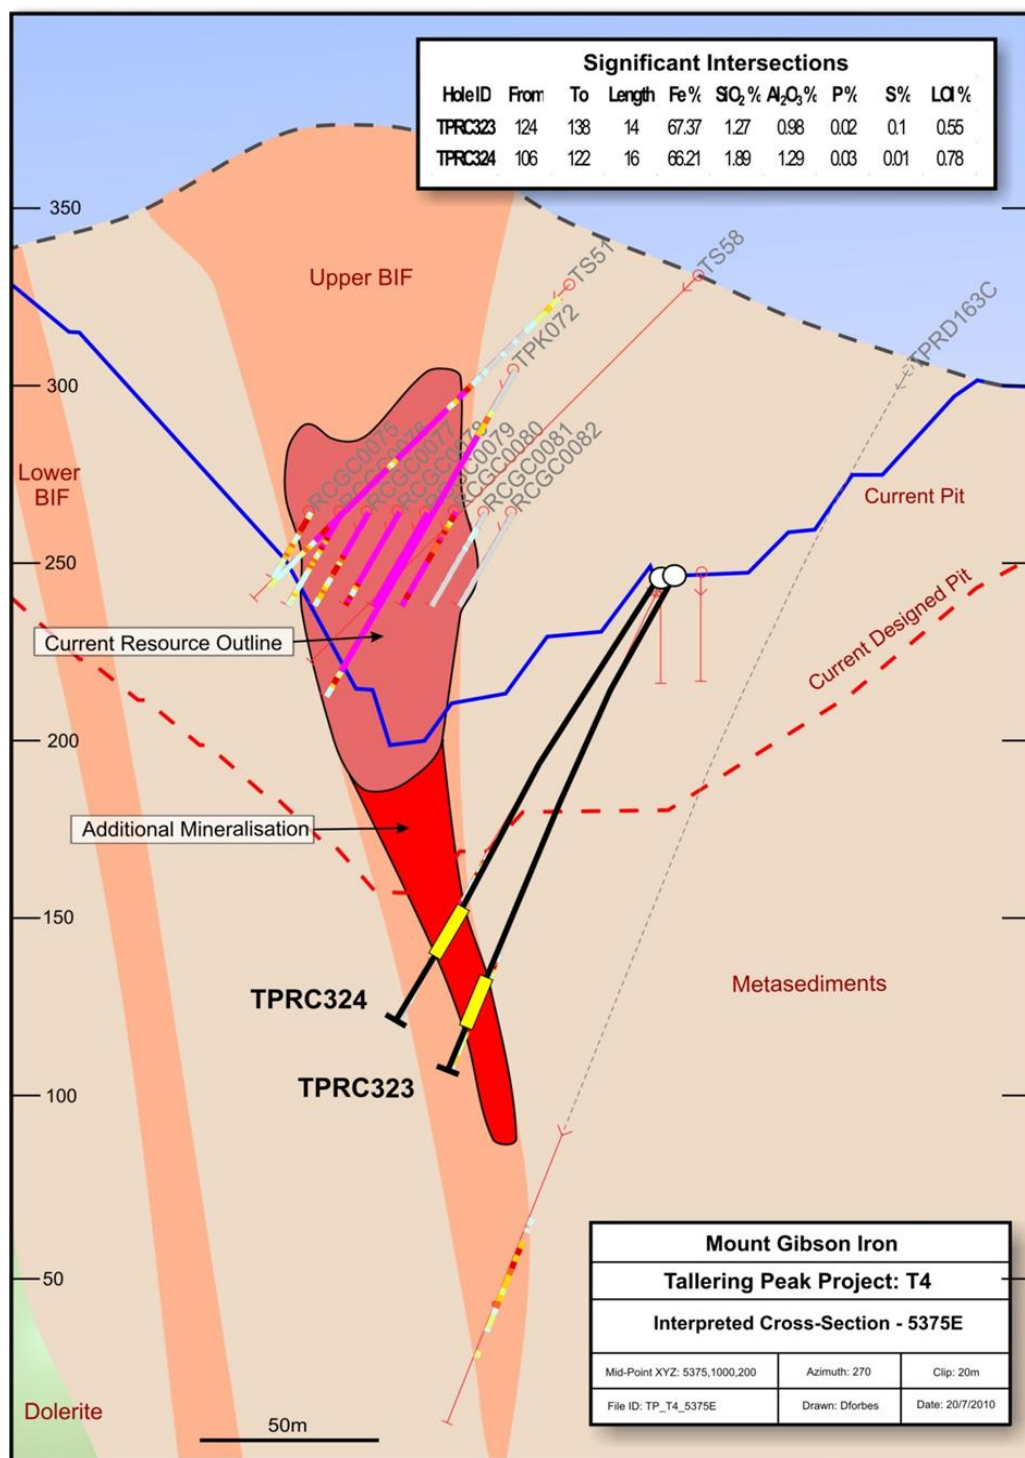 Significant Intersections
Hole ID From To Length Fe % SiO₂ % Al₂O₃ % P % S % LOI %
TPRC323 124 138 14 67.37 1.27 0.98 0.02 0.1 0.55
TPRC324 106 122 16 66.21 1.89 1.29 0.03 0.01 0.78
350
Upper BIF
TS51
TS58
TPRD163C
TPK072
300
RCGC0075
RCGC0076
RCGC0077
RCGC0078
RCGC0079
RCGC0080
RCGC0081
RCGC0082
Lower
BIF
Current Pit
250
Current Resource Outline
Current Designed Pit
200
Additional Mineralisation
150
Metasediments
TPRC324
TPRC323
100
50
Mount Gibson Iron
Tallering Peak Project: T4
Interpreted Cross-Section - 5375E
Mid-Point XYZ: 5375,1000,200 Azimuth: 270 Clip: 20m
File ID: TP_T4_5375E Drawn: Dforbes Date: 20/7/2010
Dolerite
50m